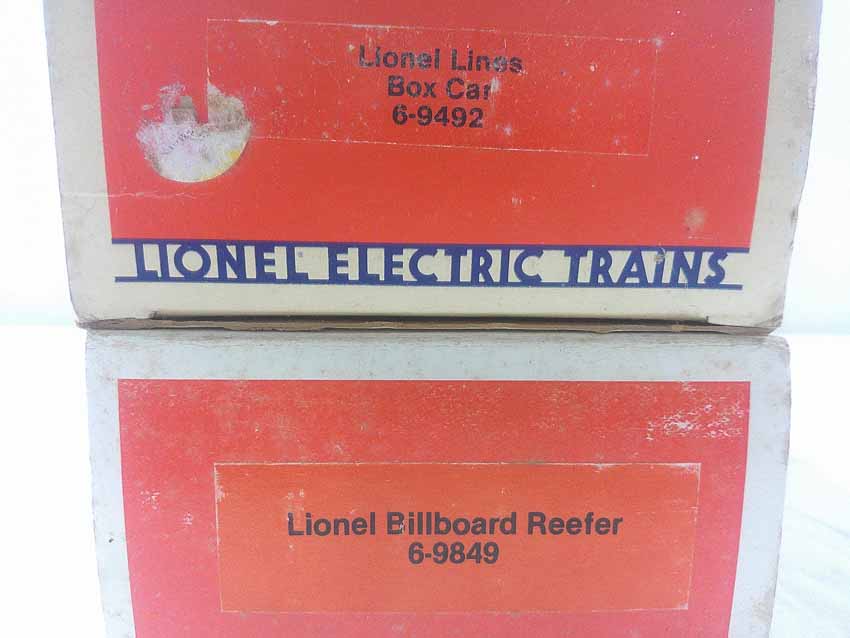 Lionel Lines
Box Car
6-9492
LIONEL ELECTRIC TRAINS
Lionel Billboard Reefer
6-9849